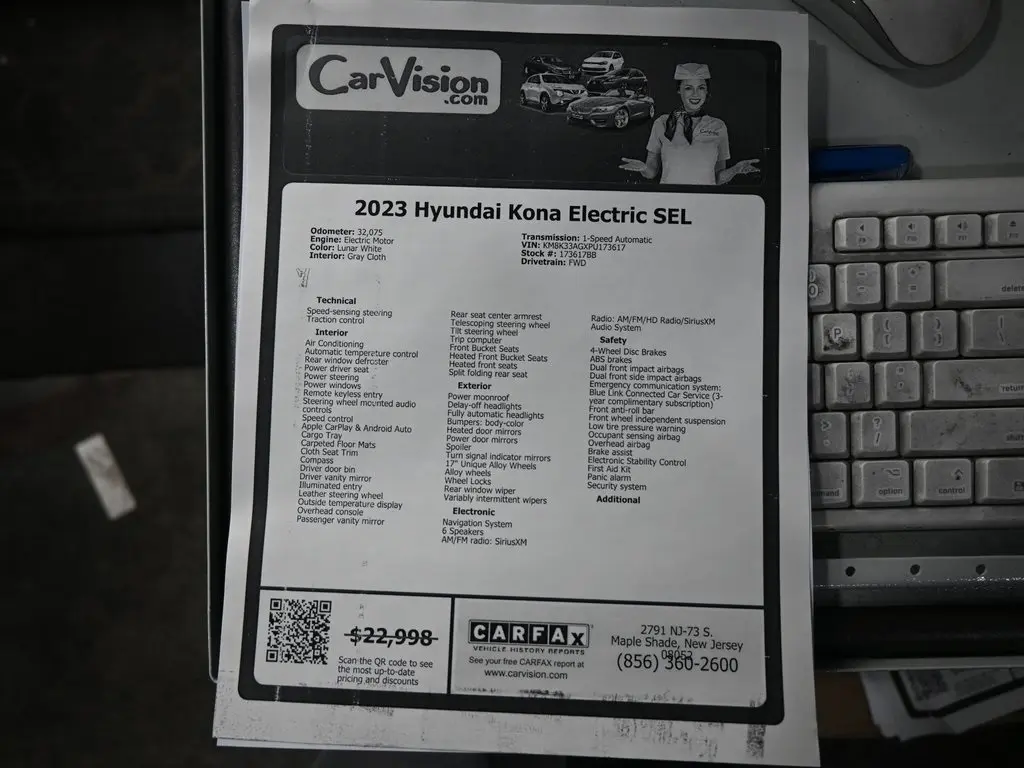 CarVision
.com
2023 Hyundai Kona Electric SEL
Odometer: 32,075
Engine: Electric Motor
Color: Lunar White
Interior: Gray Cloth
Transmission: 1-Speed Automatic
VIN: KM8K33AGXPU173617
Stock #: 173617BB
Drivetrain: FWD
Technical
Speed-sensing steering
Traction control
Interior
Air Conditioning
Automatic temperature control
Rear window defroster
Power driver seat
Power steering
Power windows
Remote keyless entry
Steering wheel mounted audio
controls
Speed control
Apple CarPlay & Android Auto
Cargo Tray
Carpeted Floor Mats
Cloth Seat Trim
Compass
Driver door bin
Driver vanity mirror
Illuminated entry
Leather steering wheel
Outside temperature display
Overhead console
Passenger vanity mirror
Rear seat center armrest
Telescoping steering wheel
Tilt steering wheel
Trip computer
Front Bucket Seats
Heated Front Bucket Seats
Heated front seats
Split folding rear seat
Exterior
Power moonroof
Delay-off headlights
Fully automatic headlights
Bumpers: body-color
Heated door mirrors
Power door mirrors
Spoiler
Turn signal indicator mirrors
17" Unique Alloy Wheels
Alloy wheels
Wheel Locks
Rear window wiper
Variably intermittent wipers
Electronic
Navigation System
6 Speakers
AM/FM radio: SiriusXM
Radio: AM/FM/HD Radio/SiriusXM
Audio System
Safety
4-Wheel Disc Brakes
ABS brakes
Dual front impact airbags
Dual front side impact airbags
Emergency communication system:
Blue Link Connected Car Service (3-
year complimentary subscription)
Front anti-roll bar
Front wheel independent suspension
Low tire pressure warning
Occupant sensing airbag
Overhead airbag
Brake assist
Electronic Stability Control
First Aid Kit
Panic alarm
Security system
Additional
$22,998
Scan the QR code to see
the most up-to-date
pricing and discounts
CARFAX
VEHICLE HISTORY REPORTS
See your free CARFAX report at
www.carvision.com
2791 NJ-73 S.
Maple Shade, New Jersey
08052
(856) 360-2600
delete
P
return
shift
option
control